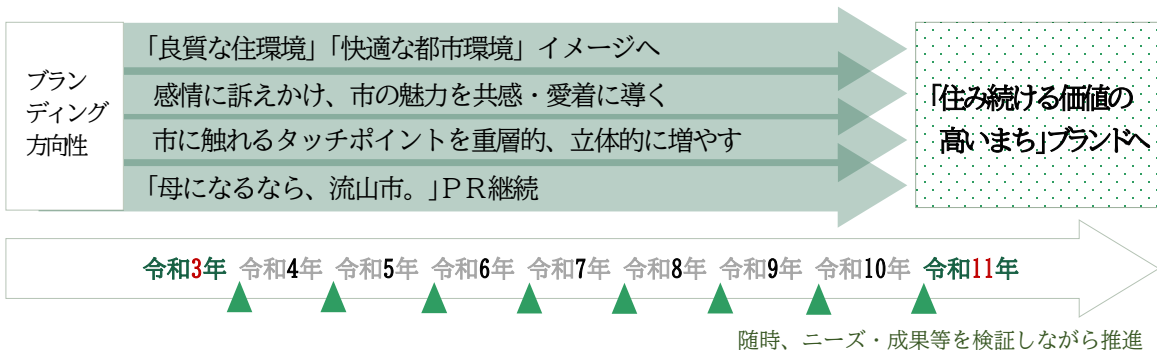 ブラン
ディング
方向性
「良質な住環境」「快適な都市環境」イメージへ
感情に訴えかけ、市の魅力を共感・愛着に導く
市に触れるタッチポイントを重層的、立体的に増やす
「母になるなら、流山市。」ＰＲ継続
「住み続ける価値の
高いまち」ブランドへ
令和3年 令和4年 令和5年 令和6年 令和7年 令和8年 令和9年 令和10年 令和11年
随時、ニーズ・成果等を検証しながら推進